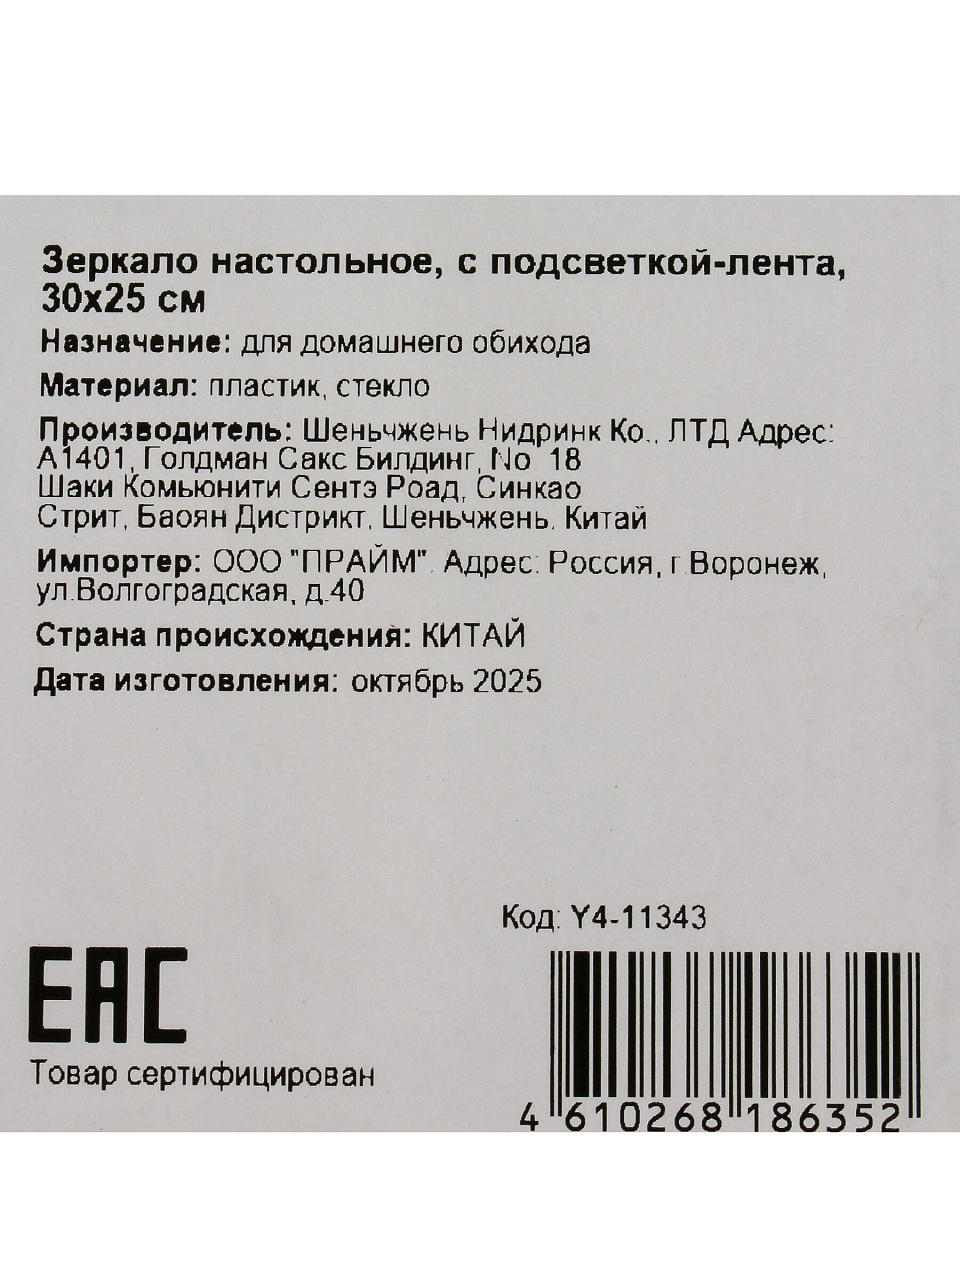 Зеркало настольное, с подсветкой-лента,
30х25 см
Назначение: для домашнего обихода
Материал: пластик, стекло
Производитель: Шеньчжень Нидринк Ко., ЛТД Адрес:
А1401, Голдман Сакс Билдинг, No. 18
Шаки Комьюнити Сентэ Роад, Синкао
Стрит, Баоян Дистрикт, Шеньчжень, Китай
Импортер: ООО "ПРАЙМ". Адрес: Россия, г.Воронеж,
ул.Волгоградская, д.40
Страна происхождения: КИТАЙ
Дата изготовления: октябрь 2025
Код: Y4-11343
EAC
Товар сертифицирован
4 610268 186352